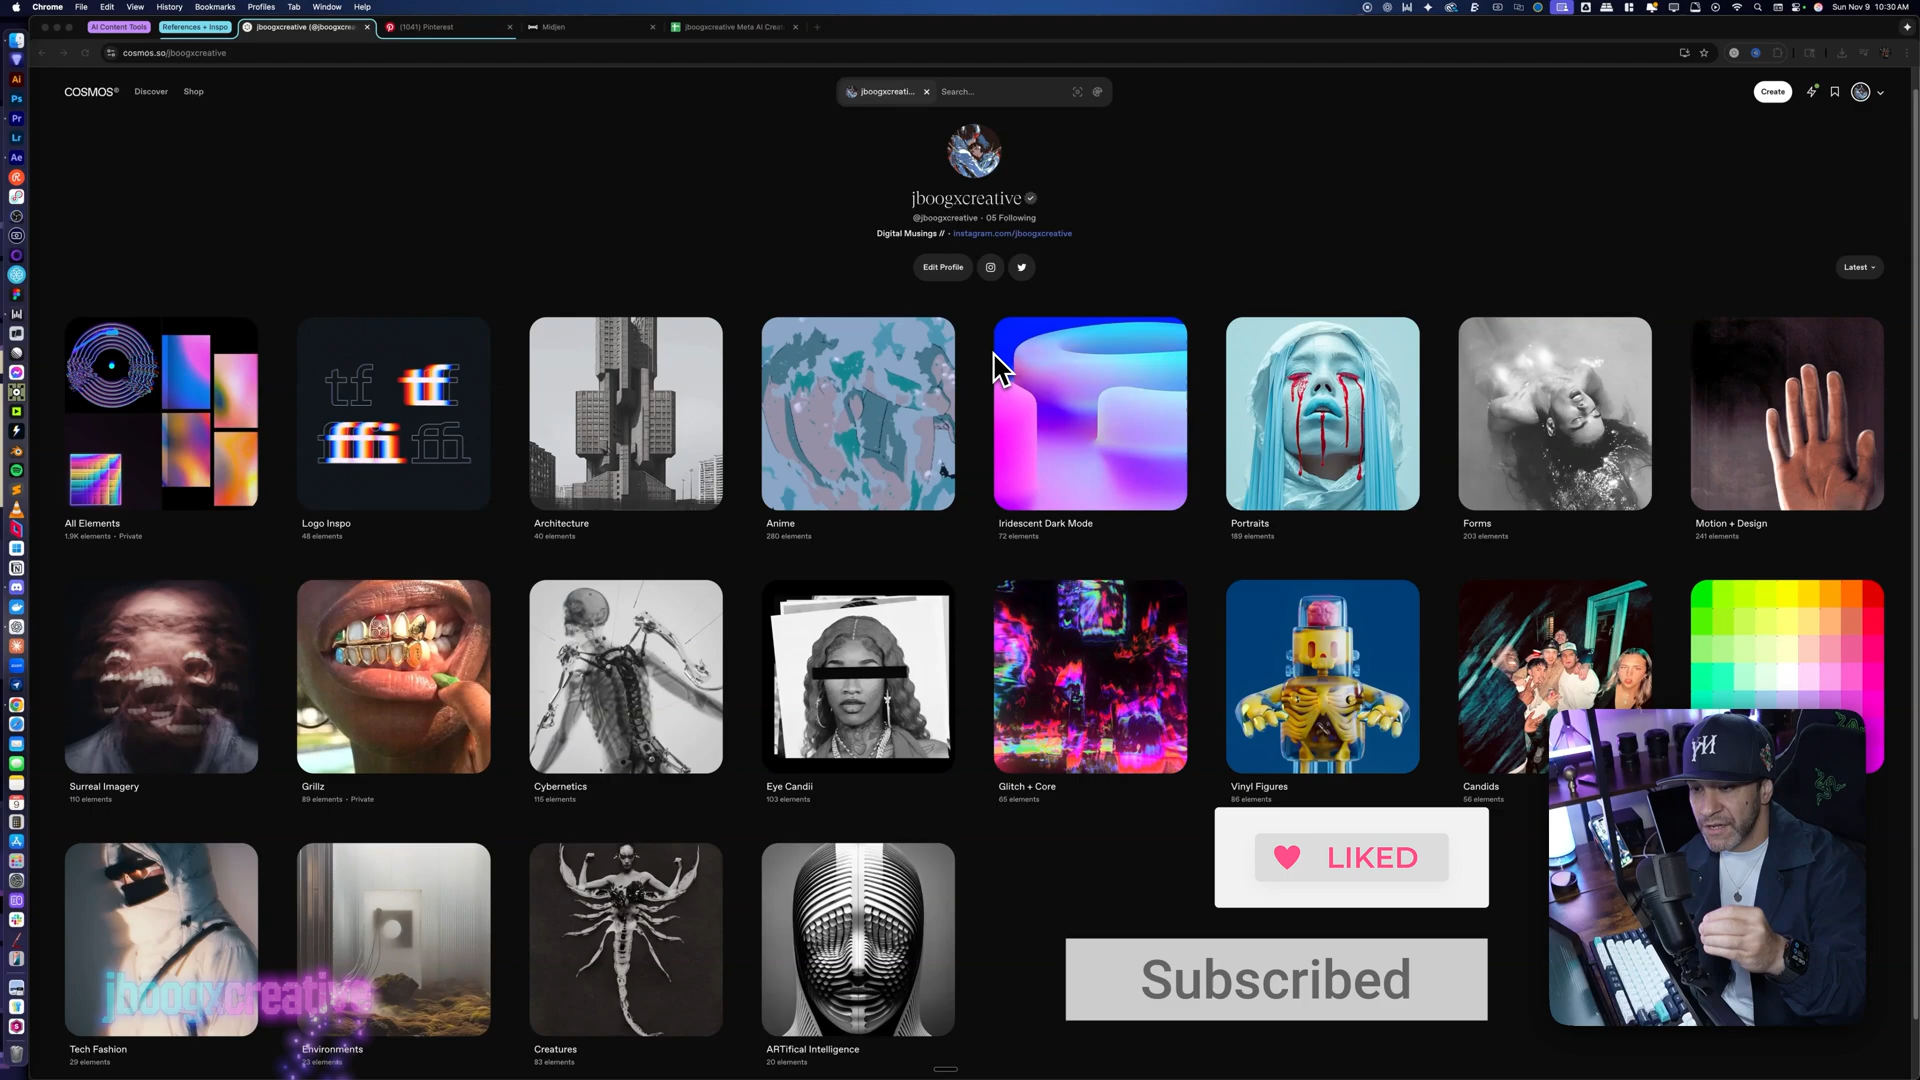 Chrome File Edit View History Bookmarks Profiles Tab Window Help
Sun Nov 9 10:30 AM
AI Content Tools
References + Inspo
jboogxcreative (@jboogxcrea
(1041) Pinterest
Midjen
jboogxcreative Meta AI Creat
cosmos.so/jboogxcreative
COSMOS®
Discover
Shop
jboogxcreati...
Search...
Create
jboogxcreative
@jboogxcreative • 05 Following
Digital Musings // • instagram.com/jboogxcreative
Edit Profile
Latest
tf tf
ffi ffi
All Elements
1.9K elements • Private
Logo Inspo
48 elements
Architecture
40 elements
Anime
280 elements
Iridescent Dark Mode
72 elements
Portraits
189 elements
Forms
203 elements
Motion + Design
241 elements
Surreal Imagery
110 elements
Grillz
89 elements • Private
Cybernetics
115 elements
Eye Candii
103 elements
Glitch + Core
65 elements
Vinyl Figures
86 elements
Candids
56 elements
LIKED
Subscribed
jboogxcreative
Tech Fashion
29 elements
Environments
elements
Creatures
83 elements
ARTifical Intelligence
20 elements